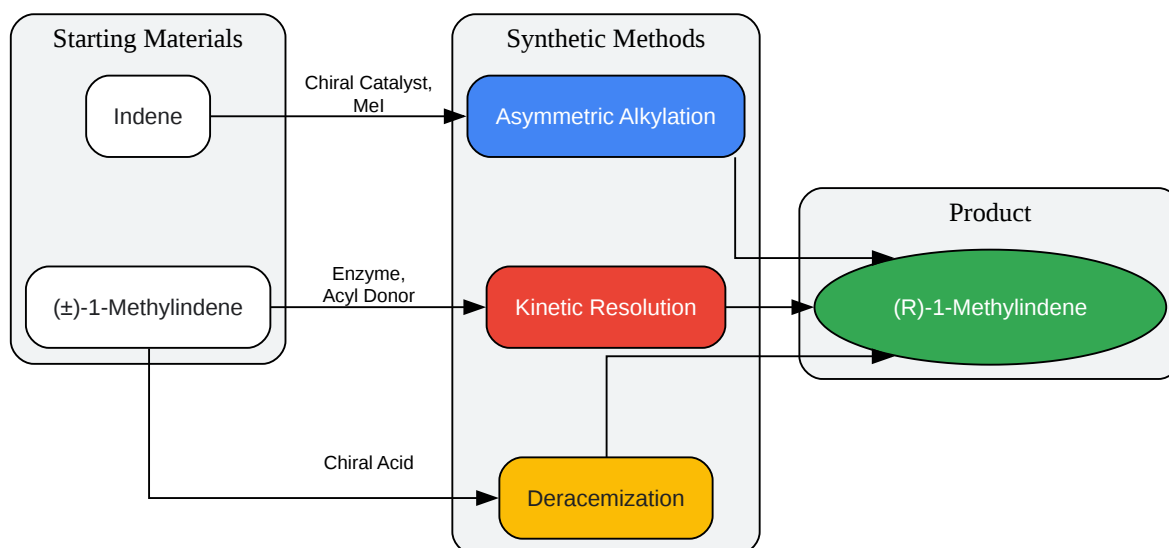 Starting Materials
Synthetic Methods
Indene
Chiral Catalyst,
MeI
Asymmetric Alkylation
Product
(±)-1-Methylindene
Enzyme,
Acyl Donor
Kinetic Resolution
(R)-1-Methylindene
Chiral Acid
Deracemization